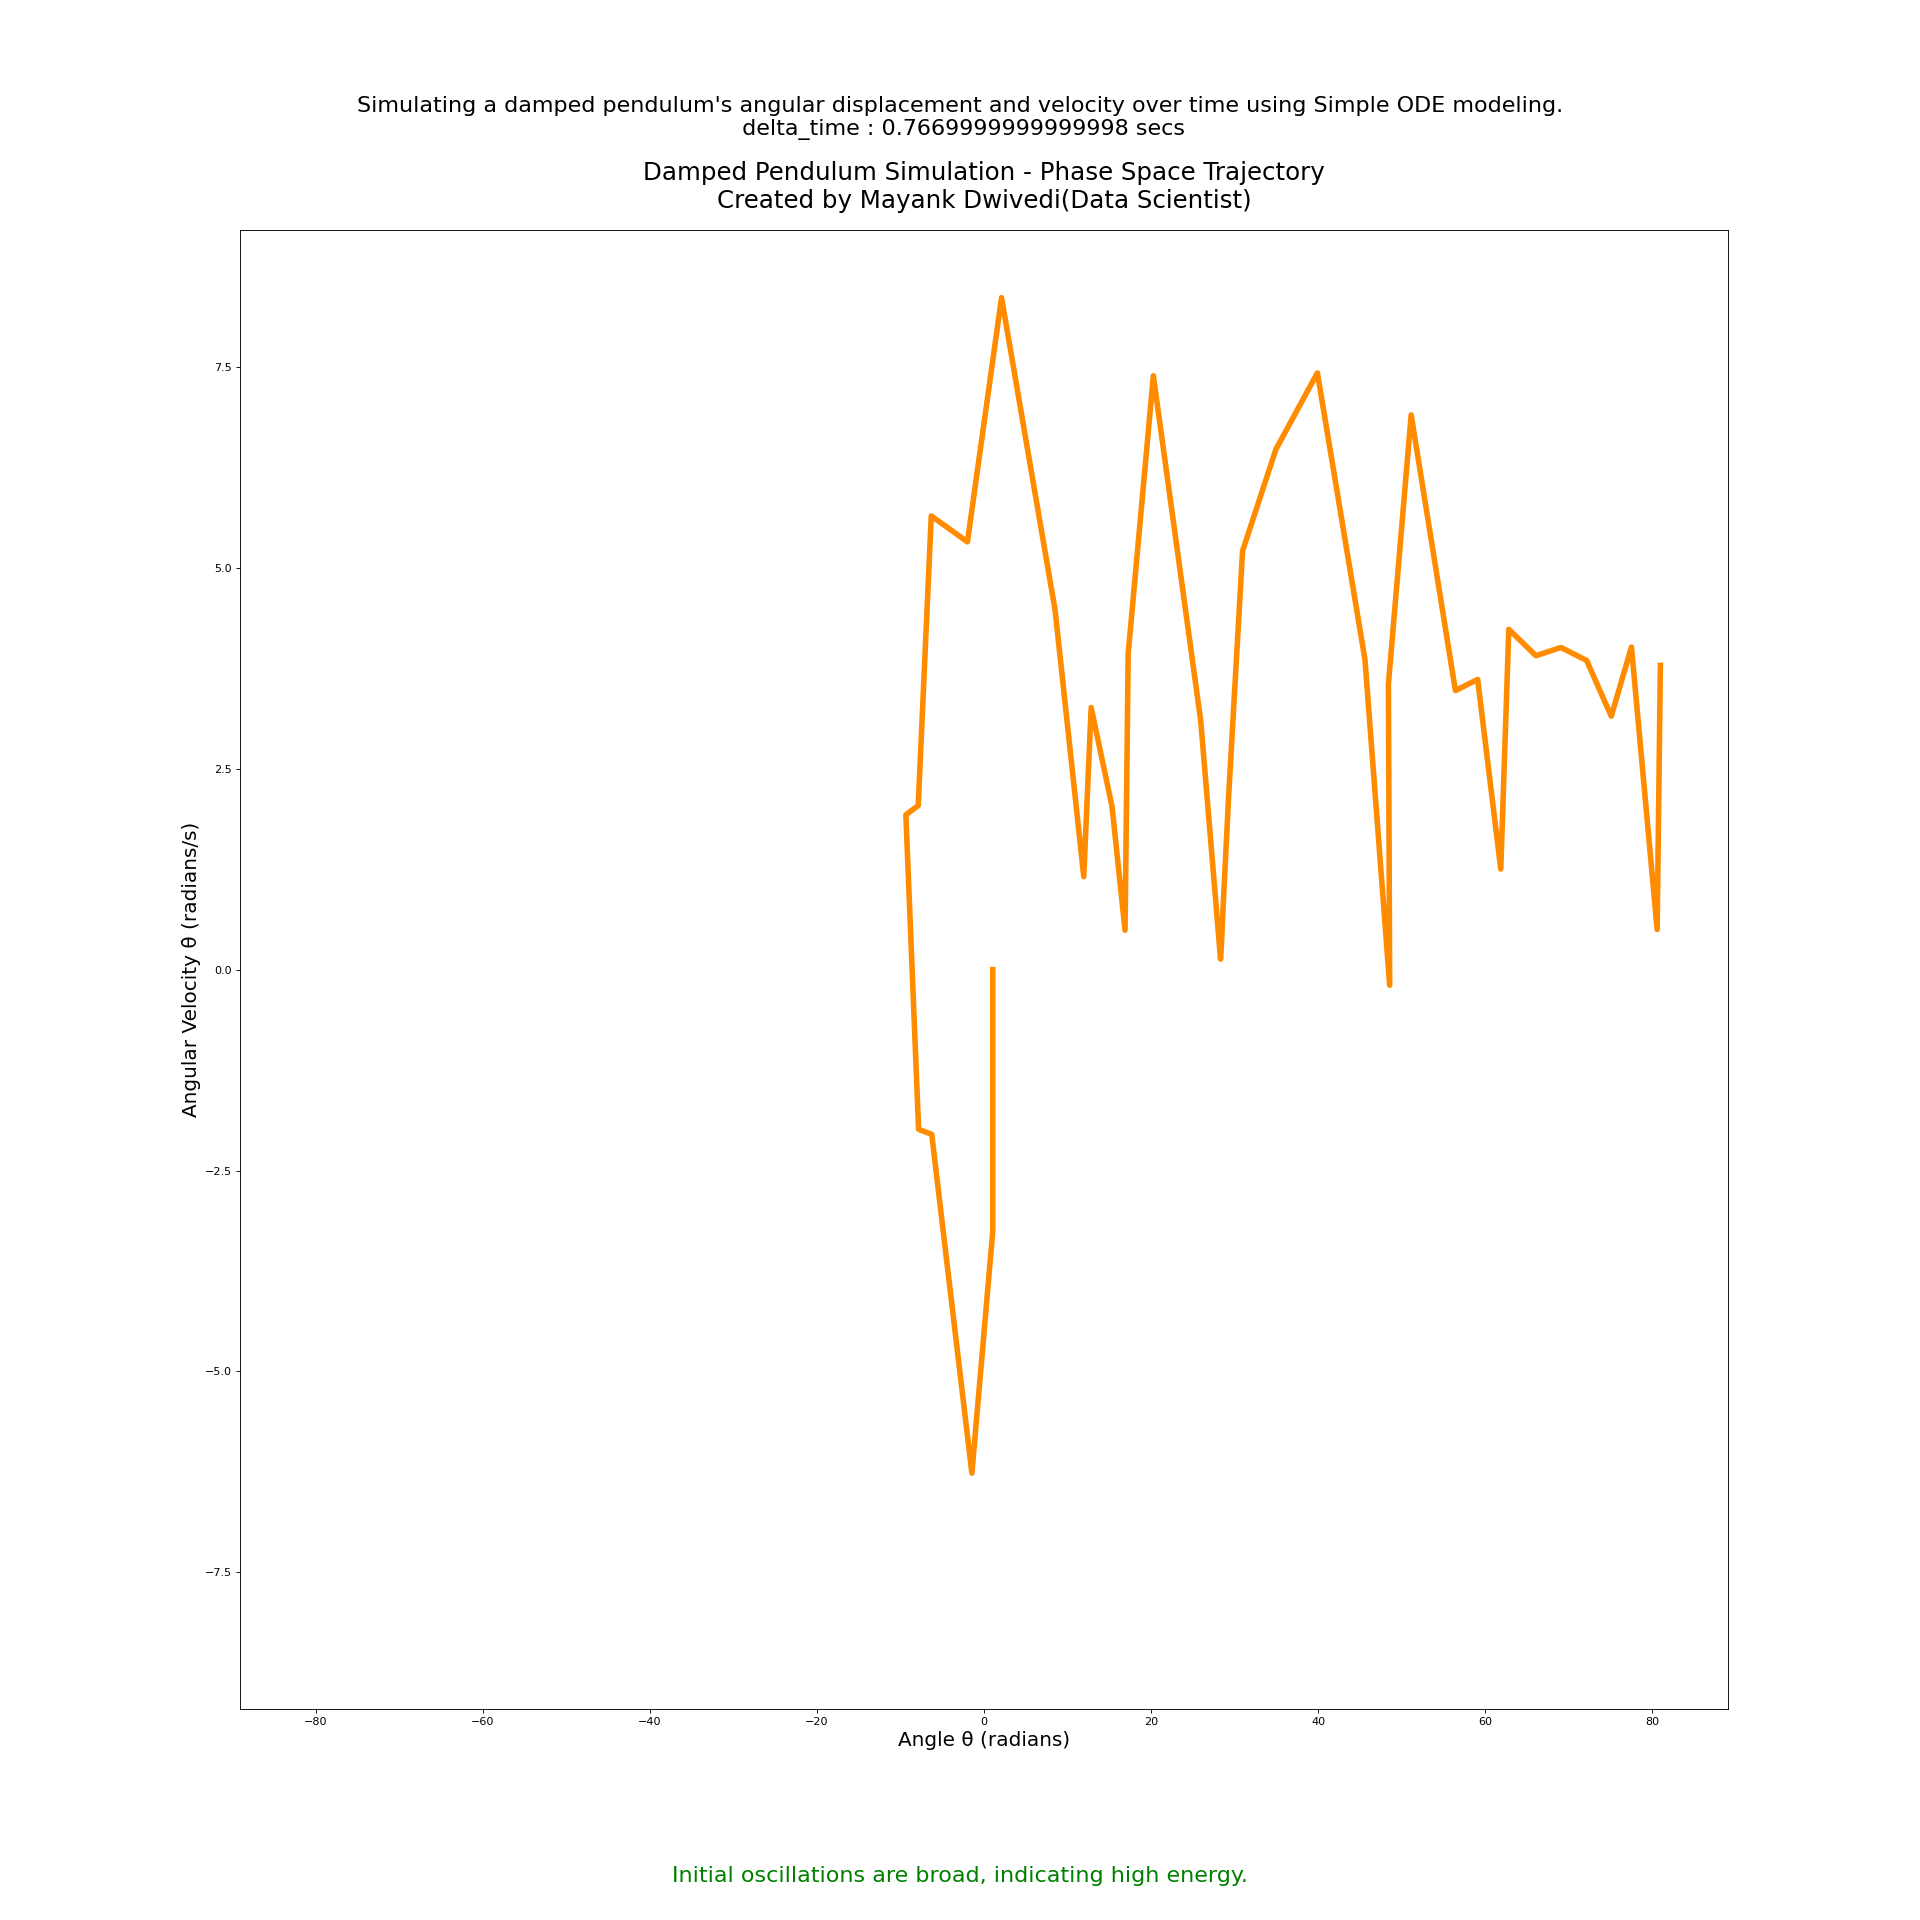 Simulating a damped pendulum's angular displacement and velocity over time using Simple ODE modeling.
delta_time : 0.7669999999999998 secs
Damped Pendulum Simulation - Phase Space Trajectory
Created by Mayank Dwivedi(Data Scientist)
7.5
5.0
2.5
0.0
−2.5
−5.0
−7.5
Angular Velocity θ (radians/s)
−80
−60
−40
−20
0
20
40
60
80
Angle θ (radians)
Initial oscillations are broad, indicating high energy.